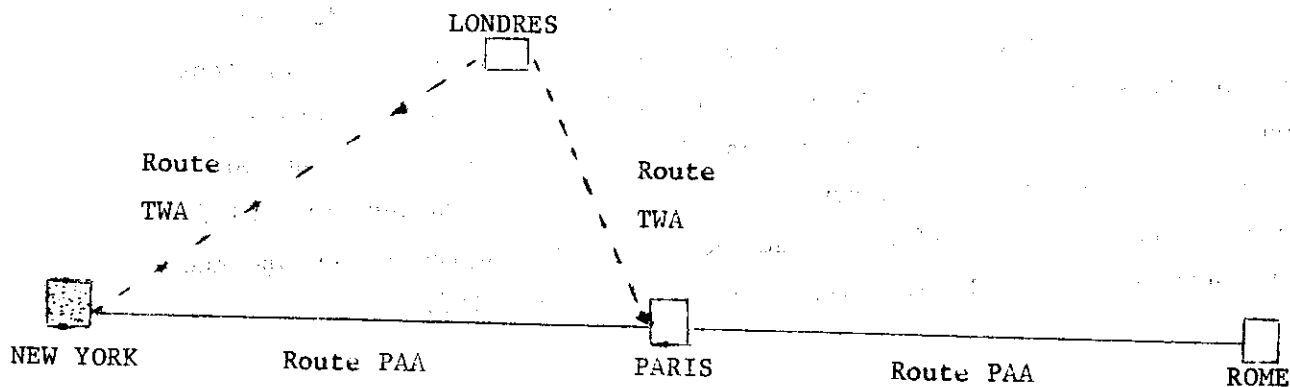 LONDRES
Route
TWA
Route
TWA
NEW YORK
Route PAA
PARIS
Route PAA
ROME